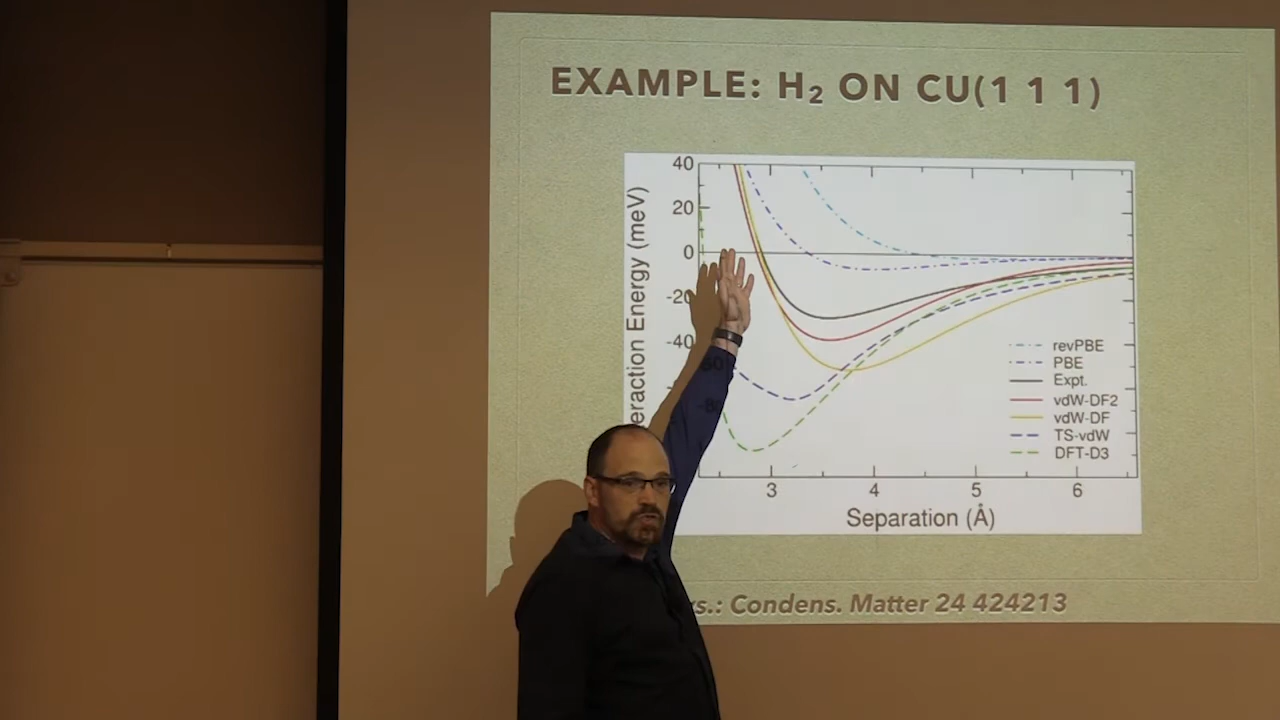 EXAMPLE: H₂ ON CU(1 1 1)
40
20
0
-20
-40
eraction Energy (meV)
revPBE
PBE
Expt.
vdW-DF2
vdW-DF
TS-vdW
DFT-D3
3 4 5 6
Separation (Å)
s.: Condens. Matter 24 424213